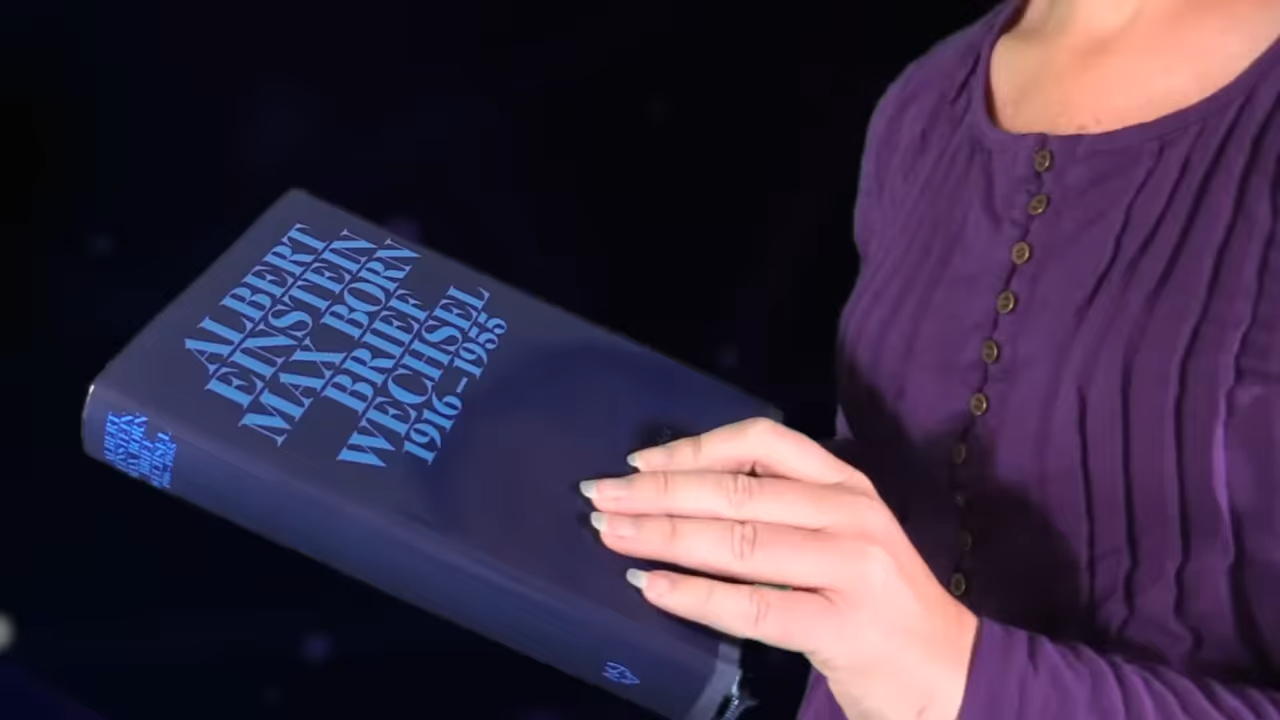 ALBERT
EINSTEIN
MAX BORN
BRIEF
WECHSEL
1916–1955